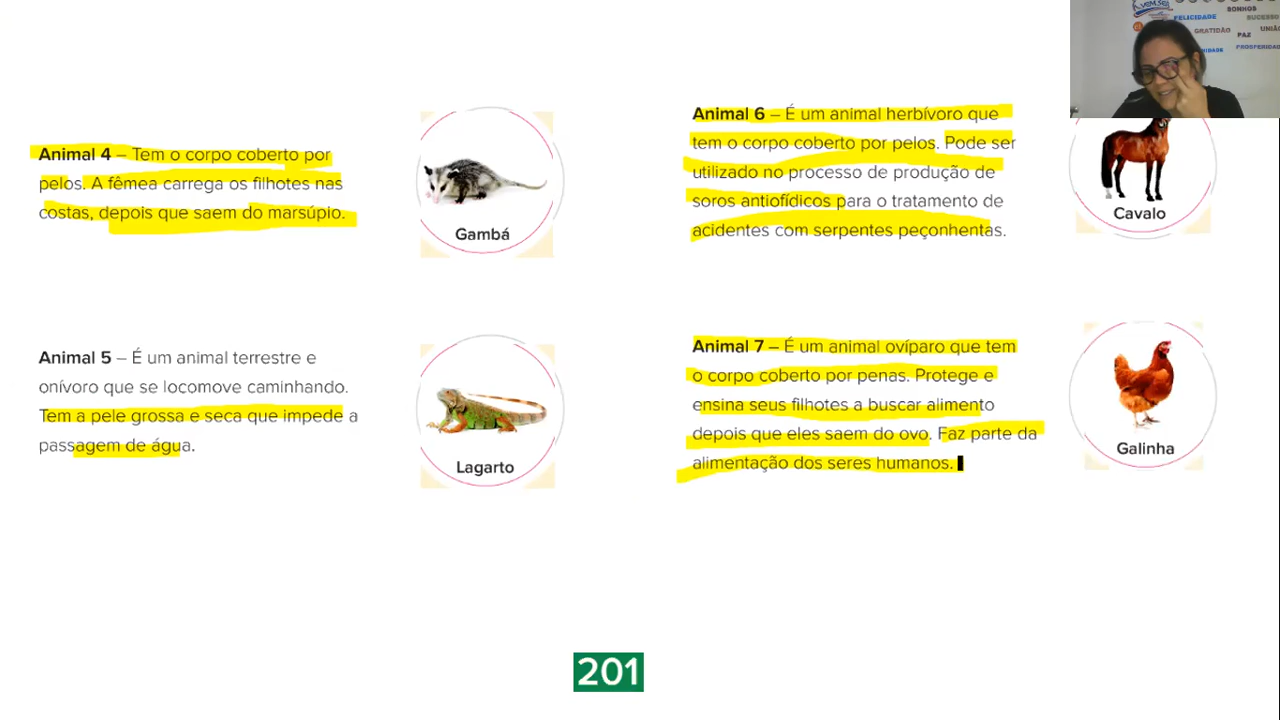 VEM SER
SONHOS
FELICIDADE
SUCESSO
GRATIDÃO
PAZ
PROSPERIDADE
Animal 4 – Tem o corpo coberto por
pelos. A fêmea carrega os filhotes nas
costas, depois que saem do marsúpio.
Gambá
Animal 5 – É um animal terrestre e
onívoro que se locomove caminhando.
Tem a pele grossa e seca que impede a
passagem de água.
Lagarto
Animal 6 – É um animal herbívoro que
tem o corpo coberto por pelos. Pode ser
utilizado no processo de produção de
soros antiofídicos para o tratamento de
acidentes com serpentes peçonhentas.
Cavalo
Animal 7 – É um animal ovíparo que tem
o corpo coberto por penas. Protege e
ensina seus filhotes a buscar alimento
depois que eles saem do ovo. Faz parte da
alimentação dos seres humanos.
Galinha
201